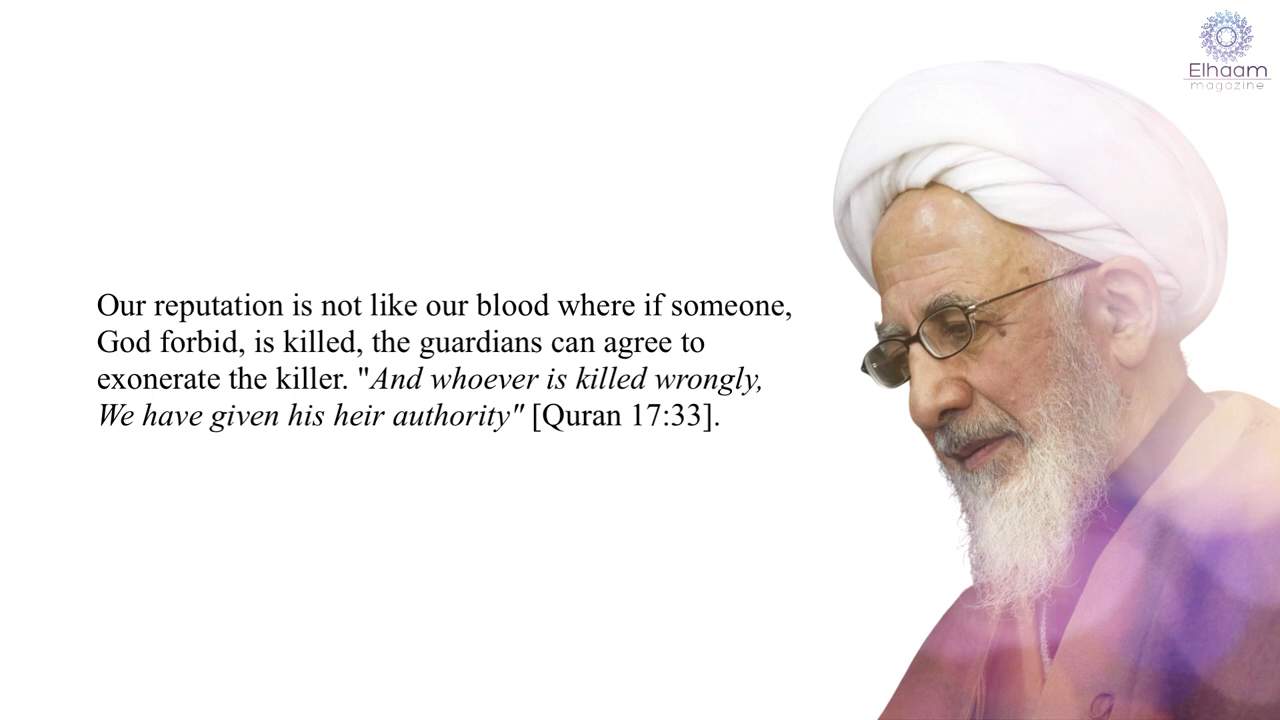 Elhaam
magazine
Our reputation is not like our blood where if someone,
God forbid, is killed, the guardians can agree to
exonerate the killer. "And whoever is killed wrongly,
We have given his heir authority" [Quran 17:33].